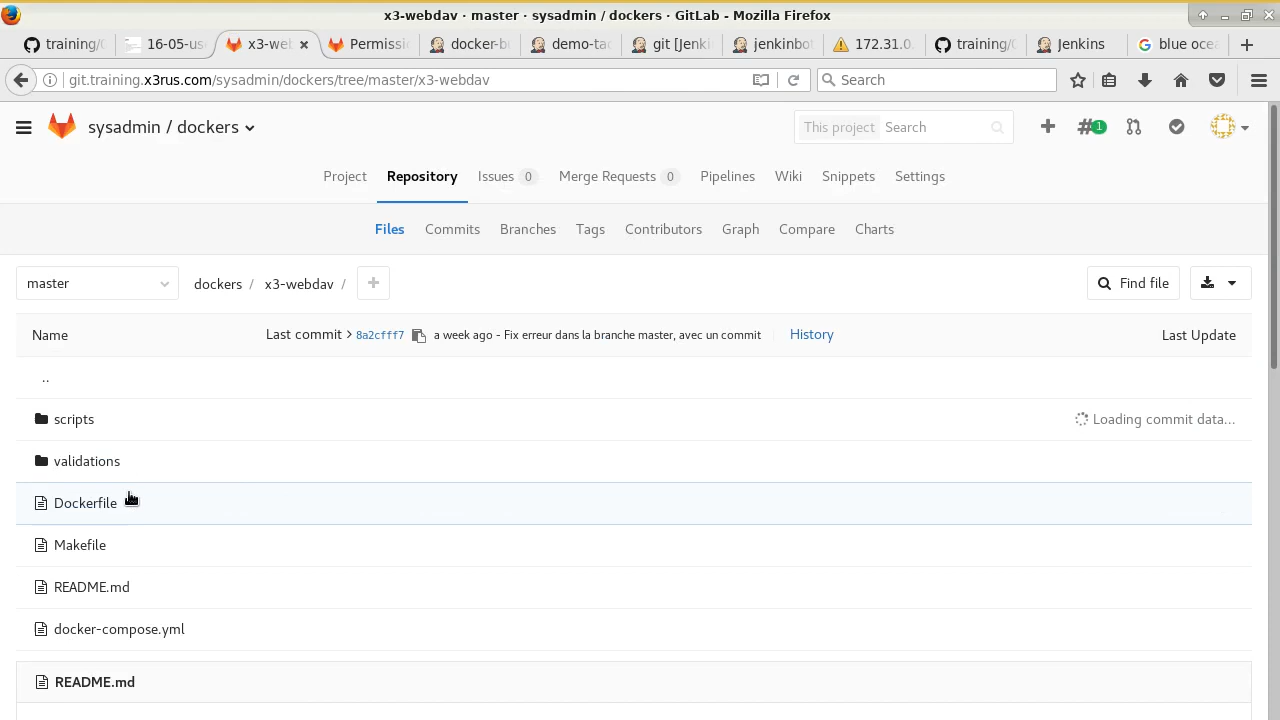 x3-webdav · master · sysadmin / dockers · GitLab - Mozilla Firefox
training/
16-05-us
x3-we
Permissi
docker-b
demo-ta
git [Jenk
jenkinbo
172.31.0.
training/
Jenkins
blue oce
git.training.x3rus.com/sysadmin/dockers/tree/master/x3-webdav
Search
sysadmin / dockers
This project Search
1
Project Repository Issues 0 Merge Requests 0 Pipelines Wiki Snippets Settings
Files Commits Branches Tags Contributors Graph Compare Charts
master
dockers / x3-webdav /
+
Find file
Name
Last commit > 8a2cfff7 a week ago - Fix erreur dans la branche master, avec un commit
History
Last Update
..
scripts
Loading commit data...
validations
Dockerfile
Makefile
README.md
docker-compose.yml
README.md